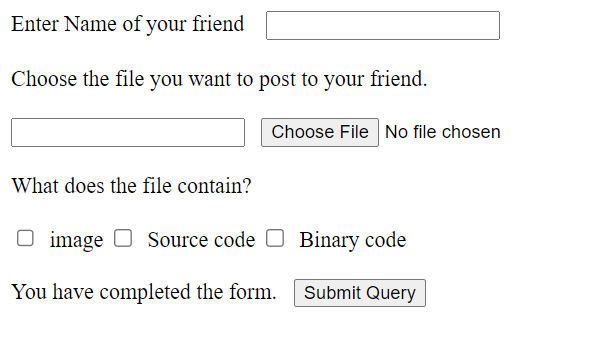 Enter Name of your friend
Choose the file you want to post to your friend.
Choose File No file chosen
What does the file contain?
image Source code Binary code
You have completed the form. Submit Query